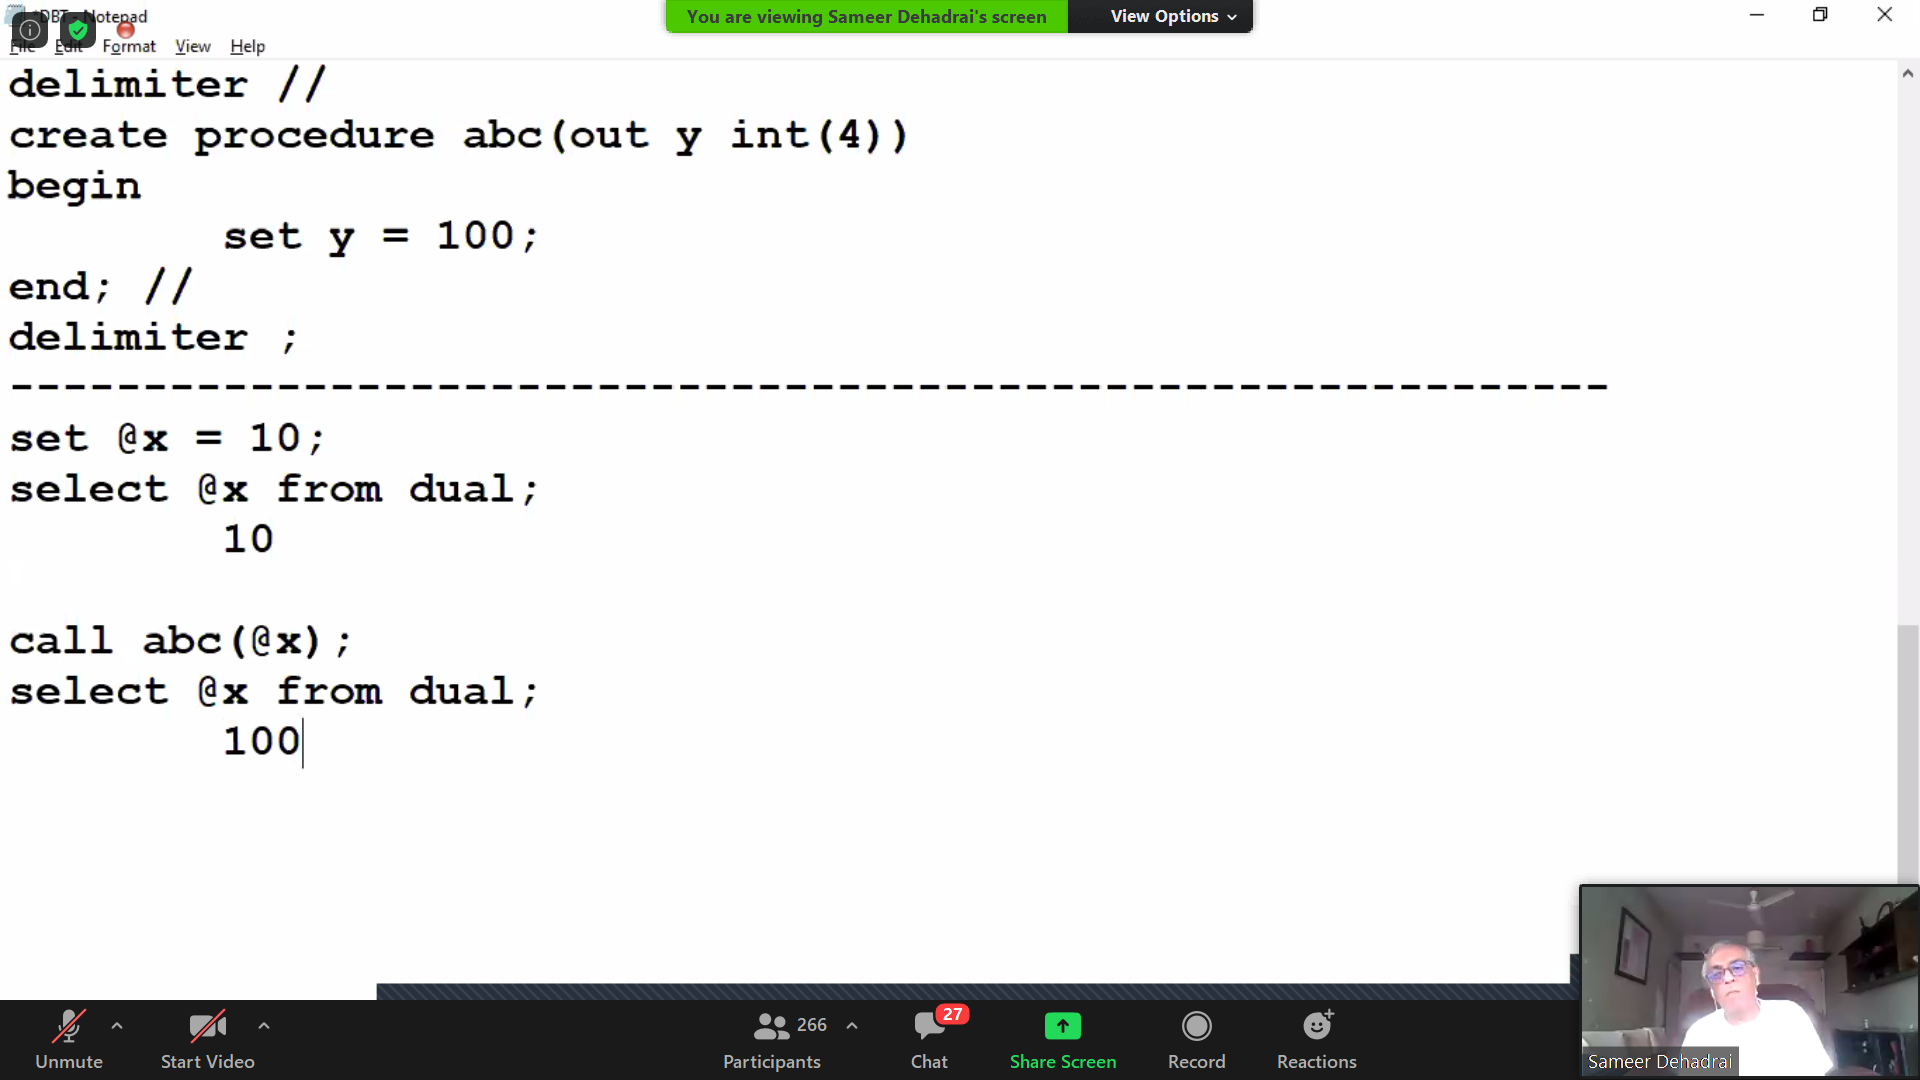 *DBT - Notepad
You are viewing Sameer Dehadrai's screen View Options
File Edit Format View Help
delimiter //
create procedure abc(out y int(4))
begin
set y = 100;
end; //
delimiter ;
------------------------------------------------------------
set @x = 10;
select @x from dual;
10
call abc(@x);
select @x from dual;
100
Sameer Dehadrai
266
27
Unmute Start Video Participants Chat Share Screen Record Reactions